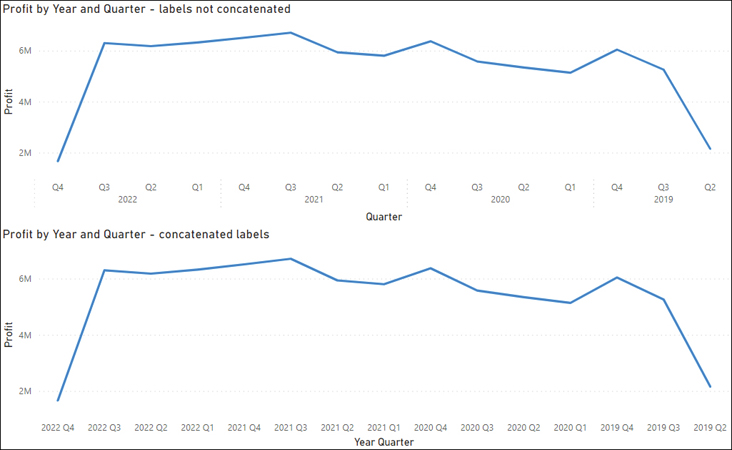 Profit by Year and Quarter - labels not concatenated
6M
4M
2M
Profit
Q4 Q3 Q2 Q1 Q4 Q3 Q2 Q1 Q4 Q3 Q2 Q1 Q4 Q3 Q2
2022 2021 2020 2019
Quarter
Profit by Year and Quarter - concatenated labels
6M
4M
2M
Profit
2022 Q4 2022 Q3 2022 Q2 2022 Q1 2021 Q4 2021 Q3 2021 Q2 2021 Q1 2020 Q4 2020 Q3 2020 Q2 2020 Q1 2019 Q4 2019 Q3 2019 Q2
Year Quarter